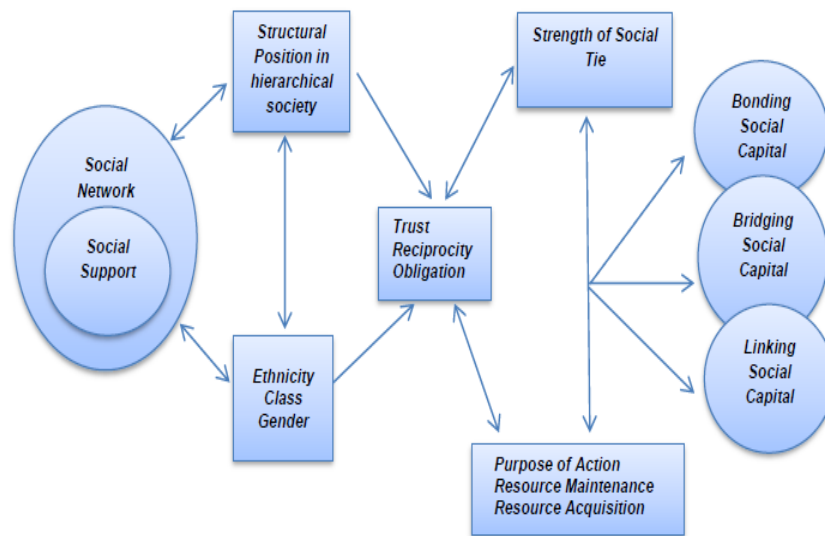 Structural
Position in
hierarchical
society
Strength of Social
Tie
Bonding
Social
Capital
Social
Network
Social
Support
Trust
Reciprocity
Obligation
Bridging
Social
Capital
Ethnicity
Class
Gender
Linking
Social
Capital
Purpose of Action
Resource Maintenance
Resource Acquisition